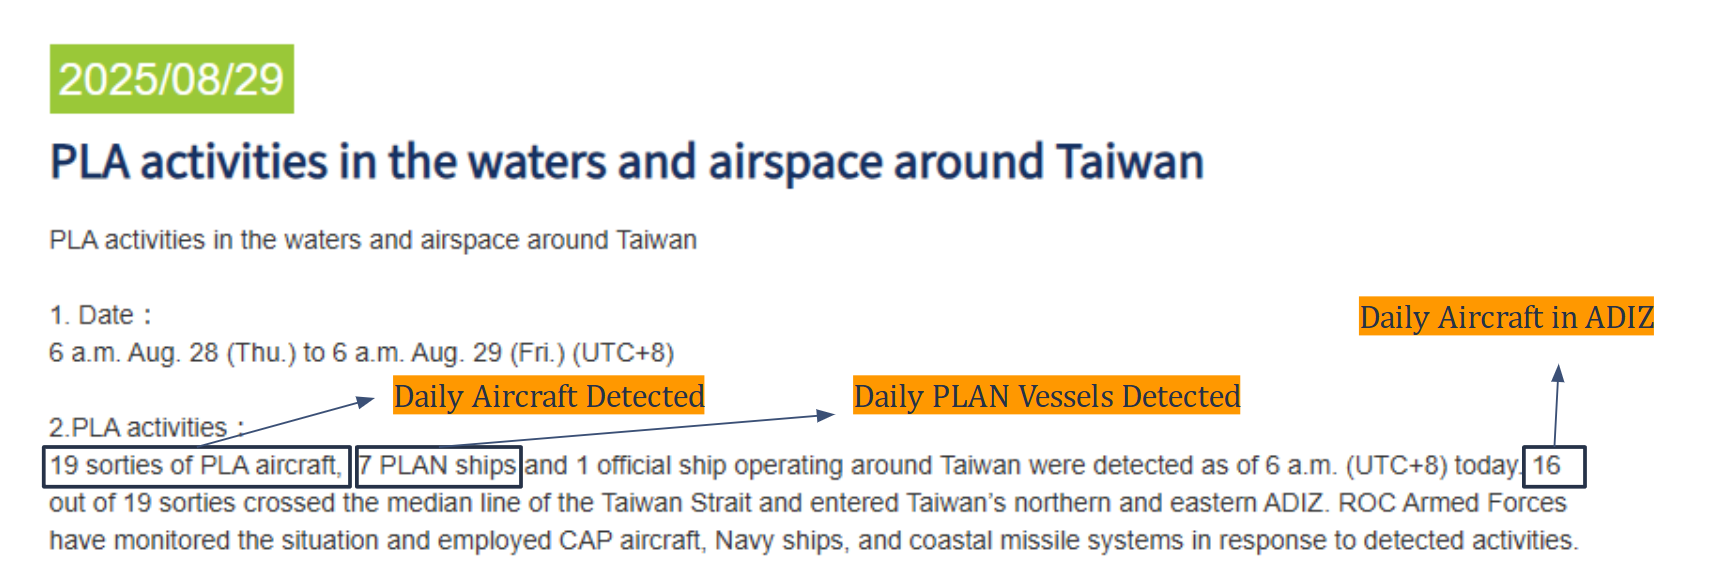 2025/08/29
PLA activities in the waters and airspace around Taiwan
PLA activities in the waters and airspace around Taiwan
1. Date：
Daily Aircraft in ADIZ
6 a.m. Aug. 28 (Thu.) to 6 a.m. Aug. 29 (Fri.) (UTC+8)
Daily Aircraft Detected
Daily PLAN Vessels Detected
2.PLA activities：
19 sorties of PLA aircraft, 7 PLAN ships and 1 official ship operating around Taiwan were detected as of 6 a.m. (UTC+8) today. 16
out of 19 sorties crossed the median line of the Taiwan Strait and entered Taiwan’s northern and eastern ADIZ. ROC Armed Forces
have monitored the situation and employed CAP aircraft, Navy ships, and coastal missile systems in response to detected activities.